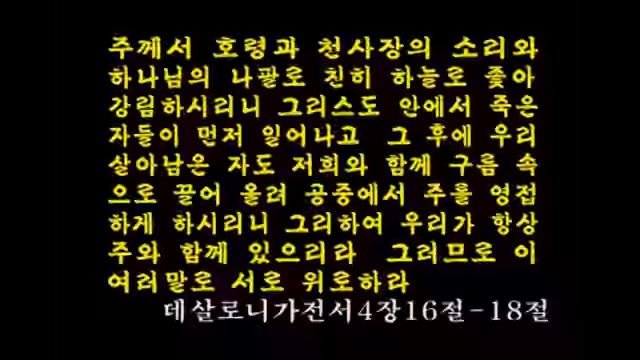 주께서 호령과 천사장의 소리와
하나님의 나팔로 친히 하늘로 좇아
강림하시리니 그리스도 안에서 죽은
자들이 먼저 일어나고 그 후에 우리
살아남은 자도 저희와 함께 구름 속
으로 끌어 올려 공중에서 주를 영접
하게 하시리니 그리하여 우리가 항상
주와 함께 있으리라 그러므로 이
여러말로 서로 위로하라
데살로니가전서4장16절-18절